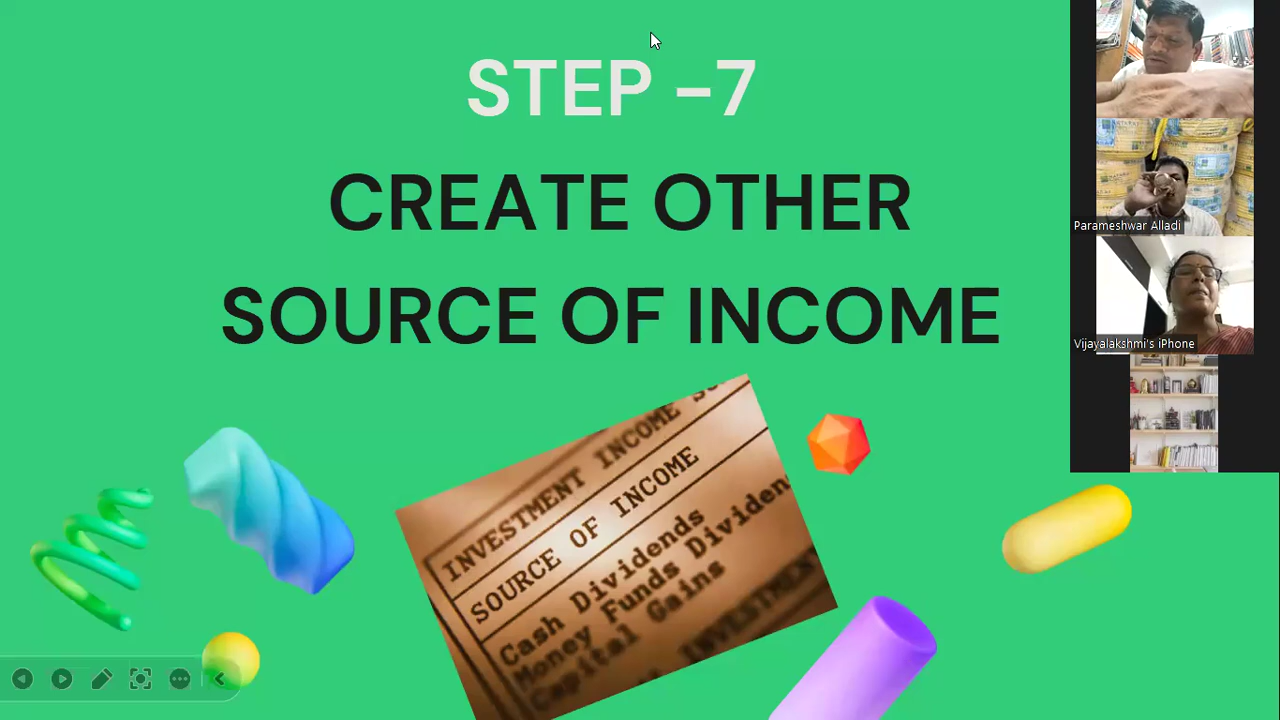 STEP -7
CREATE OTHER
SOURCE OF INCOME
INVESTMENT INCOME
SOURCE OF INCOME
Cash Dividends
Money Funds Dividen
Capital Gains
INVESTMENT
Parameshwar Alladi
Vijayalakshmi's iPhone